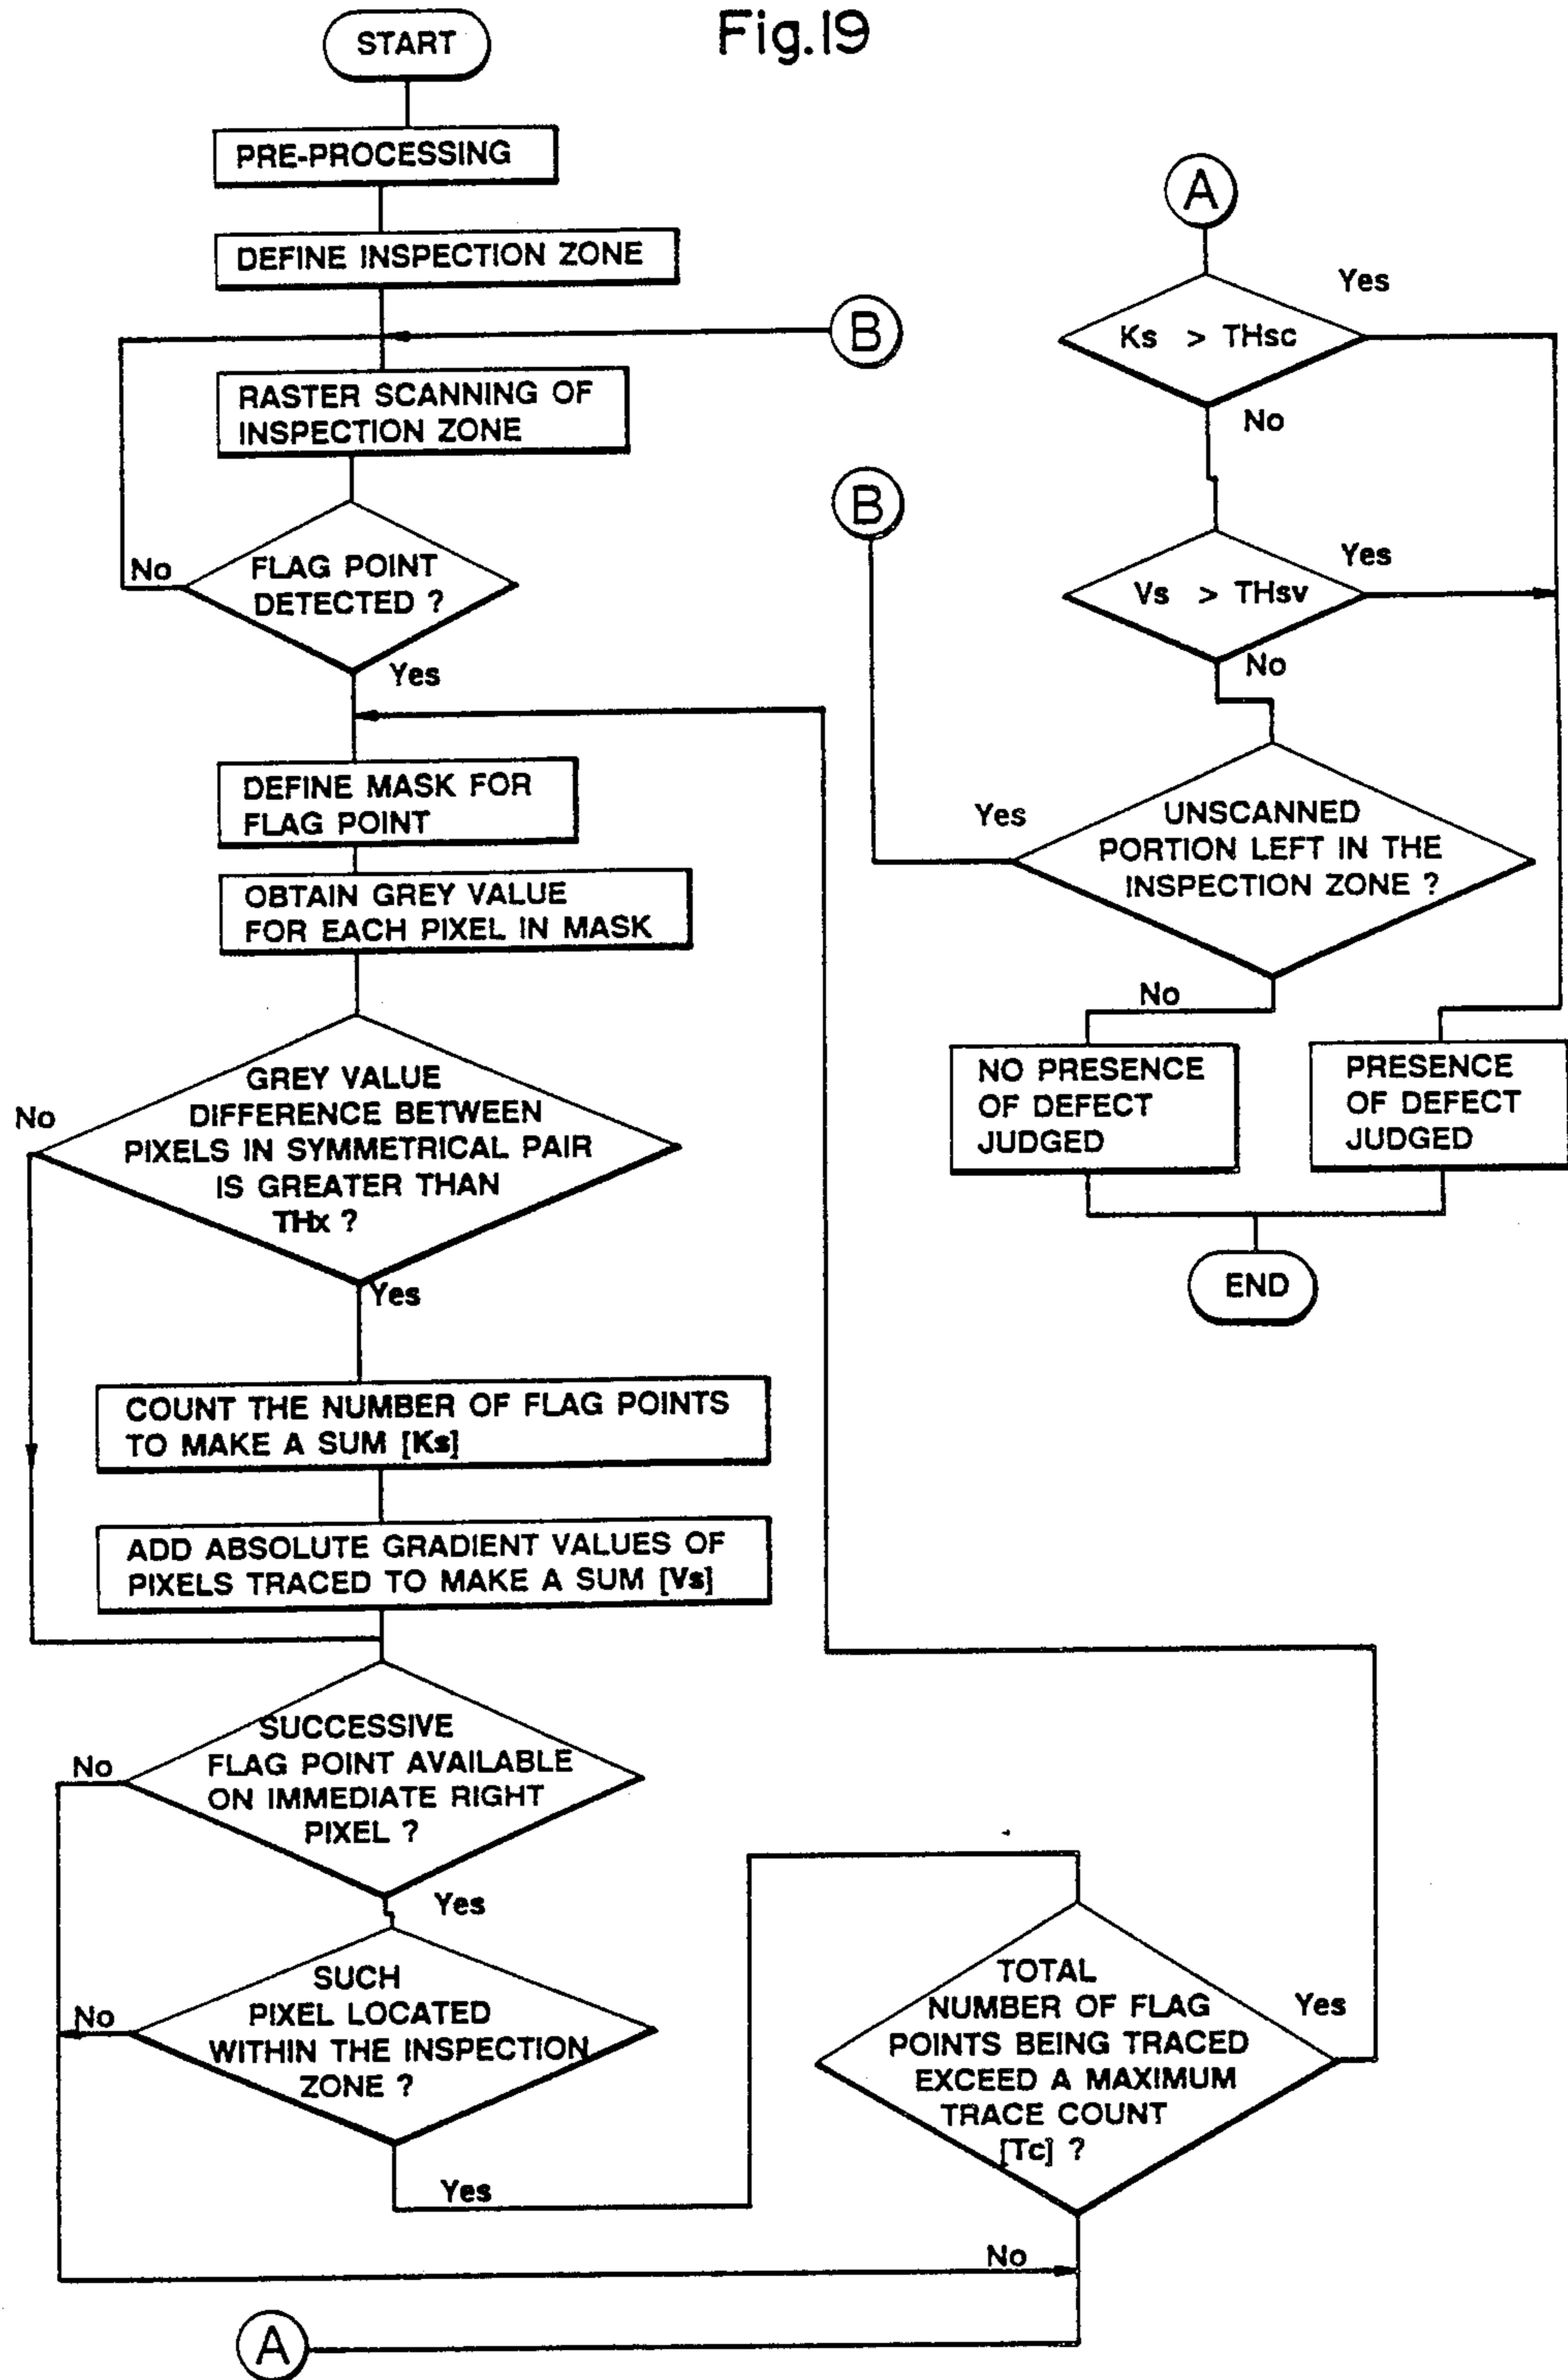 Fig.19
START
PRE-PROCESSING
DEFINE INSPECTION ZONE
B
RASTER SCANNING OF
INSPECTION ZONE
No
FLAG POINT
DETECTED ?
Yes
DEFINE MASK FOR
FLAG POINT
OBTAIN GREY VALUE
FOR EACH PIXEL IN MASK
No
GREY VALUE
DIFFERENCE BETWEEN
PIXELS IN SYMMETRICAL PAIR
IS GREATER THAN
THx ?
Yes
COUNT THE NUMBER OF FLAG POINTS
TO MAKE A SUM [Ks]
ADD ABSOLUTE GRADIENT VALUES OF
PIXELS TRACED TO MAKE A SUM [Vs]
No
SUCCESSIVE
FLAG POINT AVAILABLE
ON IMMEDIATE RIGHT
PIXEL ?
Yes
No
SUCH
PIXEL LOCATED
WITHIN THE INSPECTION
ZONE ?
Yes
TOTAL
NUMBER OF FLAG
POINTS BEING TRACED
EXCEED A MAXIMUM
TRACE COUNT
[Tc] ?
Yes
No
A
A
Ks > THsc
Yes
No
B
Vs > THsv
Yes
No
Yes
UNSCANNED
PORTION LEFT IN THE
INSPECTION ZONE ?
No
NO PRESENCE
OF DEFECT
JUDGED
PRESENCE
OF DEFECT
JUDGED
END